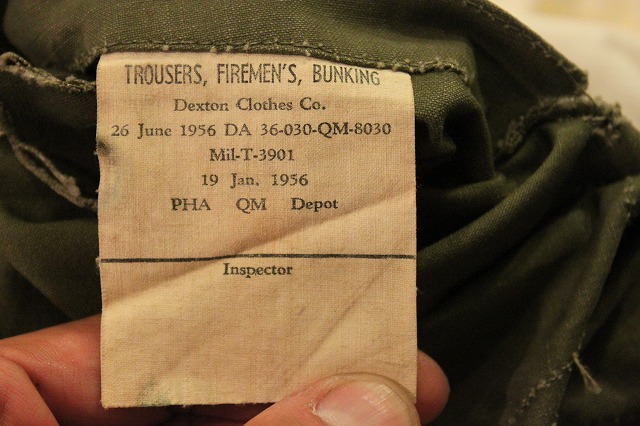 TROUSERS, FIREMEN'S, BUNKING
Dexton Clothes Co.
26 June 1956 DA 36-030-QM-8030
Mil-T-3901
19 Jan. 1956
PHA QM Depot
Inspector